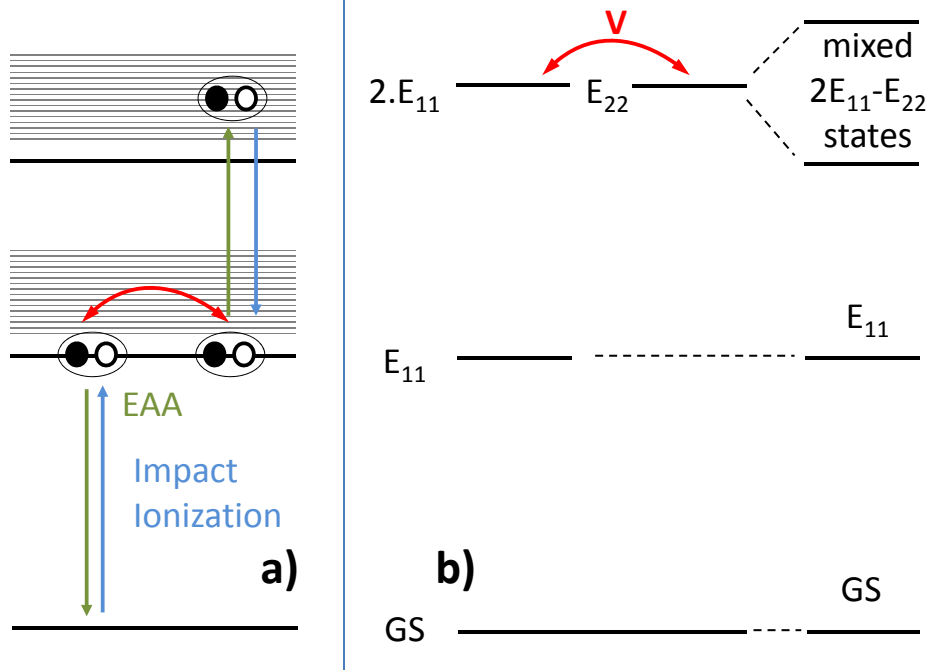 EAA
Impact
Ionization
a)
V
2.E₁₁
E₂₂
mixed
2E₁₁-E₂₂
states
E₁₁
E₁₁
b)
GS
GS